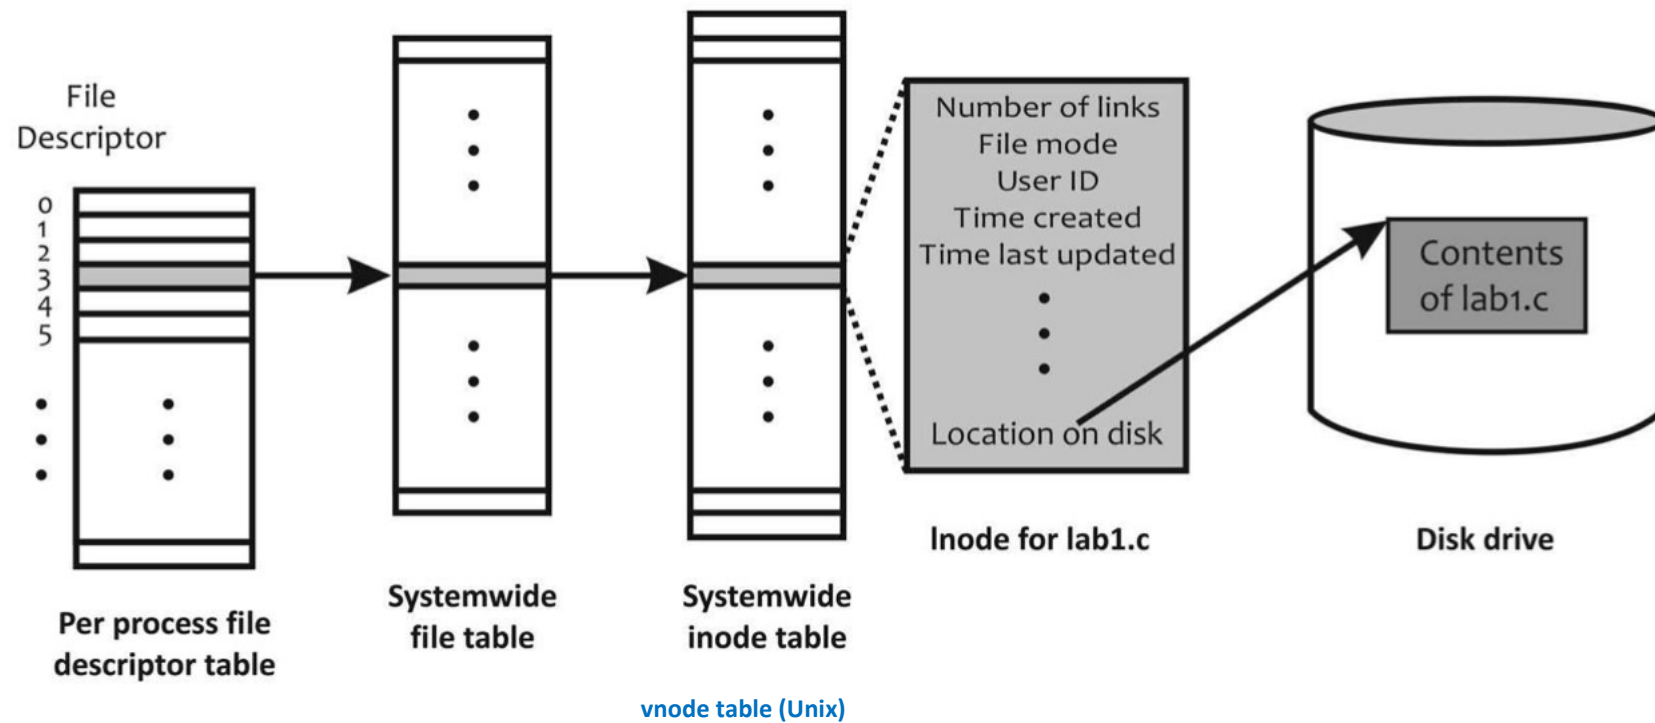 File
Descriptor
0
1
2
3
4
5
Per process file
descriptor table
Systemwide
file table
Systemwide
inode table
vnode table (Unix)
Number of links
File mode
User ID
Time created
Time last updated
Location on disk
Inode for lab1.c
Contents
of lab1.c
Disk drive